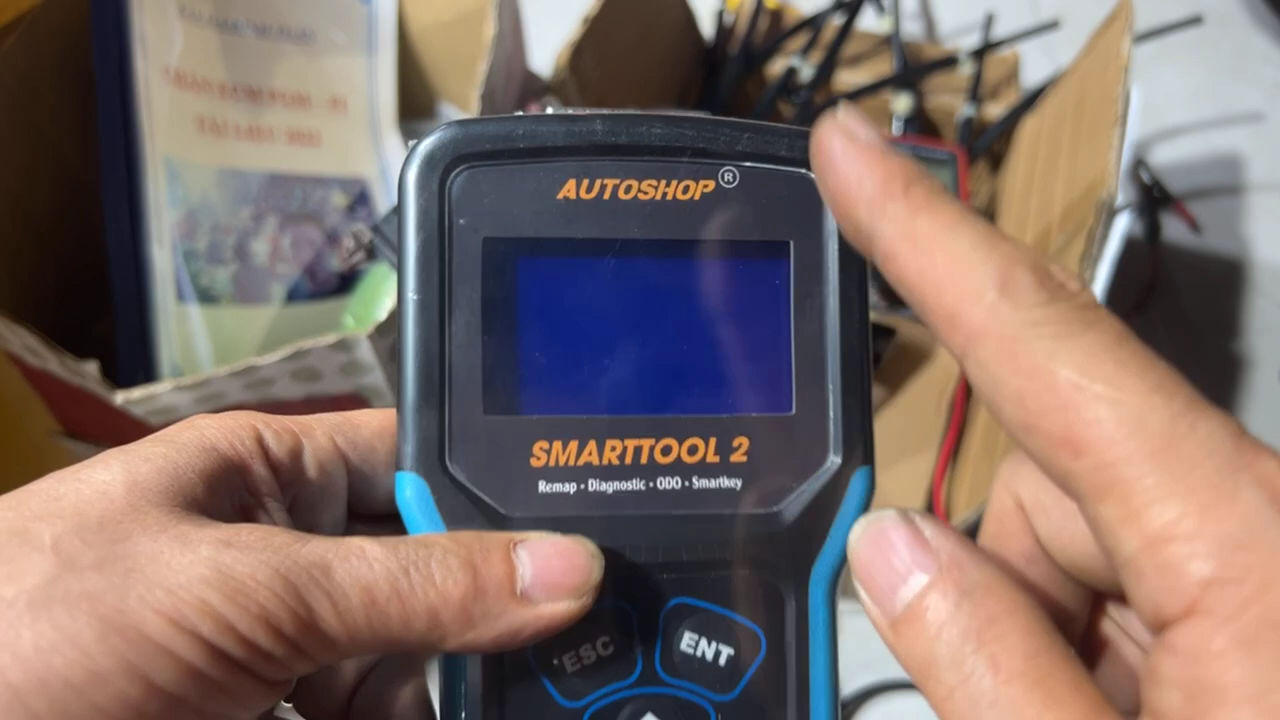 AUTOSHOP®
SMARTTOOL 2
Remap · Diagnostic · ODO · Smartkey
ESC
ENT